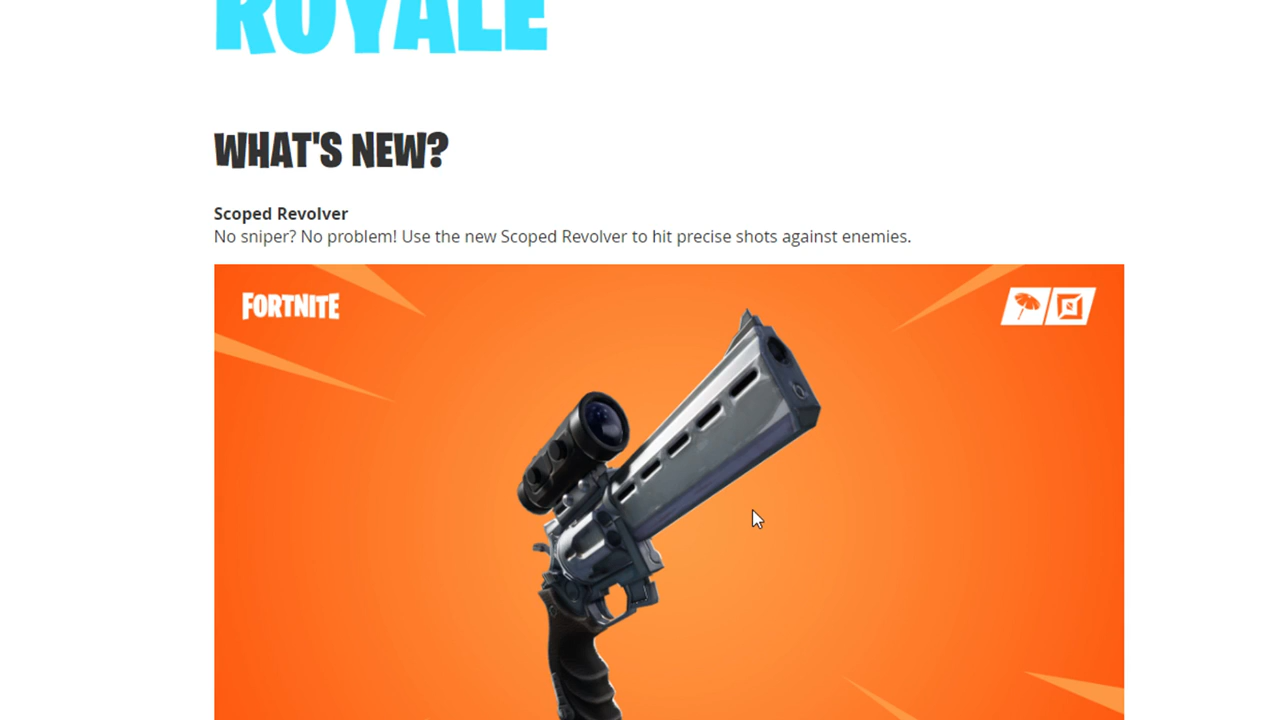 ROYALE
WHAT'S NEW?
Scoped Revolver
No sniper? No problem! Use the new Scoped Revolver to hit precise shots against enemies.
FORTNITE